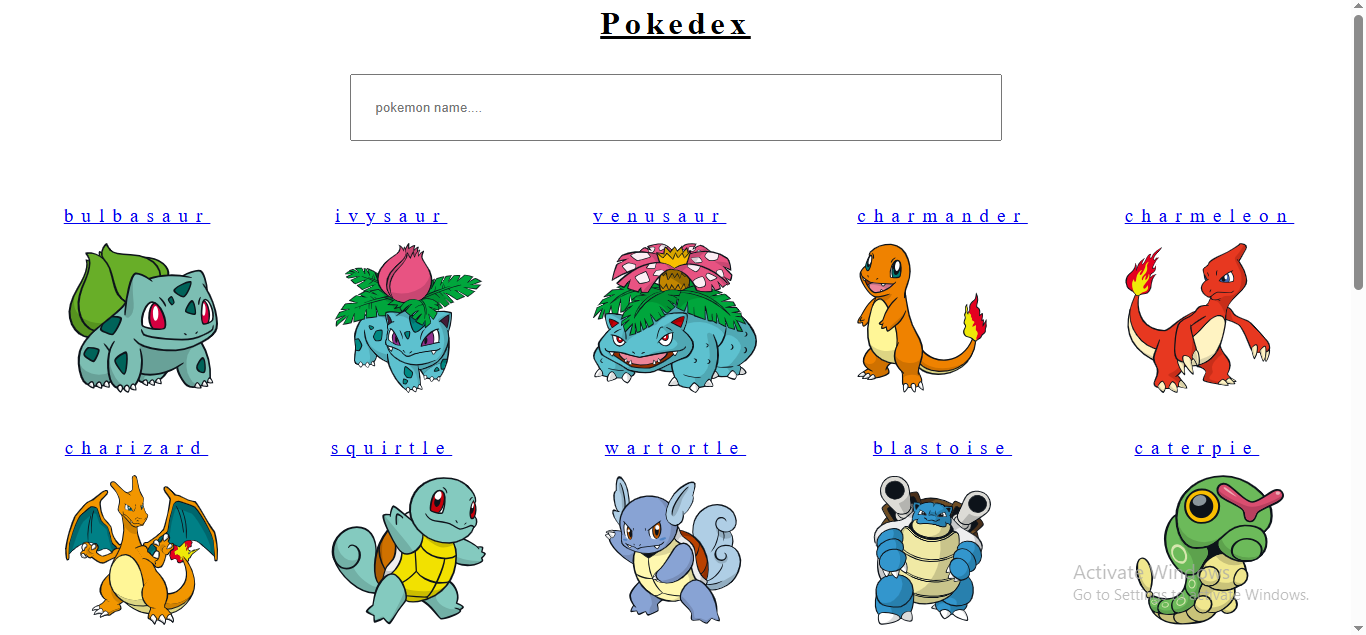 Pokedex
pokemon name....
bulbasaur ivysaur venusaur charmander charmeleon
charizard squirtle wartortle blastoise caterpie
Activate Windows
Go to Settings to Activate Windows.